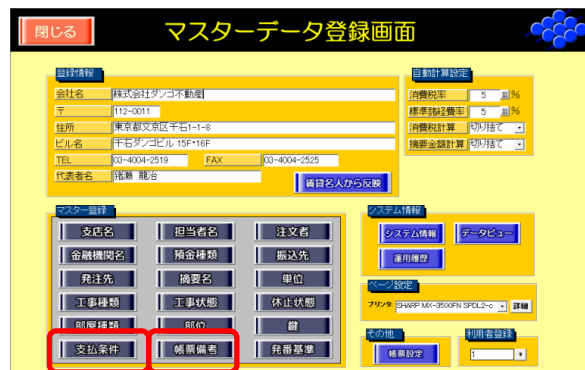 閉じる
マスターデータ登録画面
登録情報
会社名 株式会社ダンゴ不動産
〒 112-0011
住所 東京都文京区千石1-1-8
ビル名 千石ダンゴビル 15F・16F
TEL 03-4004-2519 FAX 03-4004-2525
代表者名 猪瀬 龍治
賃貸名人から反映
自動計算設定
消費税率 5 %
標準諸経費率 5 %
消費税計算 切り捨て
摘要金額計算 切り捨て
マスター登録
支店名 担当者名 注文者
金融機関名 預金種類 振込先
発注先 摘要名 単位
工事種類 工事状態 休止状態
部屋種類 部位 鍵
支払条件 帳票備考 発番基準
システム情報
システム情報 データビュー
運用履歴
ページ設定
プリンタ: SHARP MX-3500FN SPDL2-c 詳細
その他
帳票設定
利用者登録
1